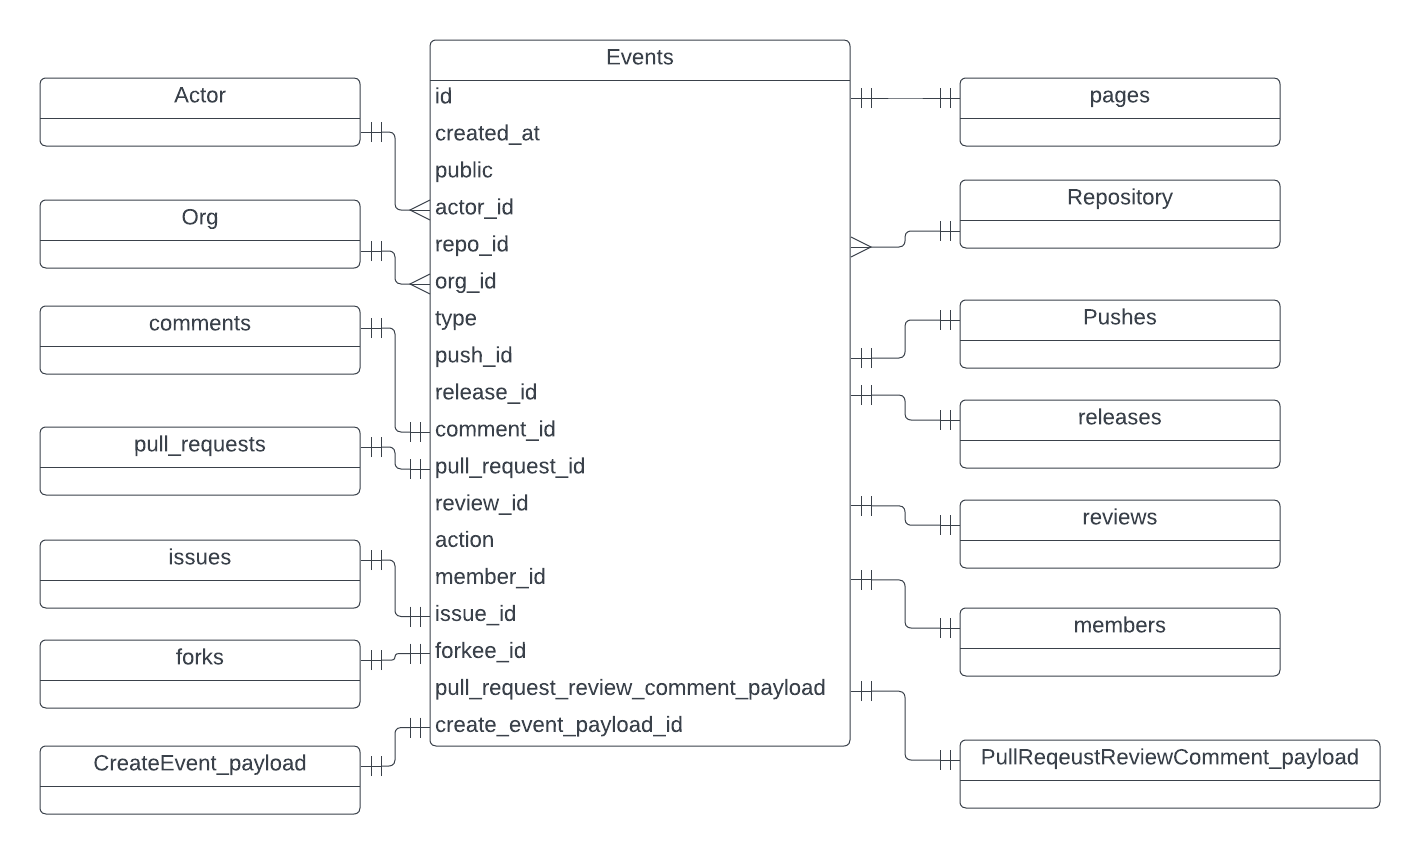 Events
id
created_at
public
actor_id
repo_id
org_id
type
push_id
release_id
comment_id
pull_request_id
review_id
action
member_id
issue_id
forkee_id
pull_request_review_comment_payload
create_event_payload_id
Actor
Org
comments
pull_requests
issues
forks
CreateEvent_payload
pages
Repository
Pushes
releases
reviews
members
PullReqeustReviewComment_payload